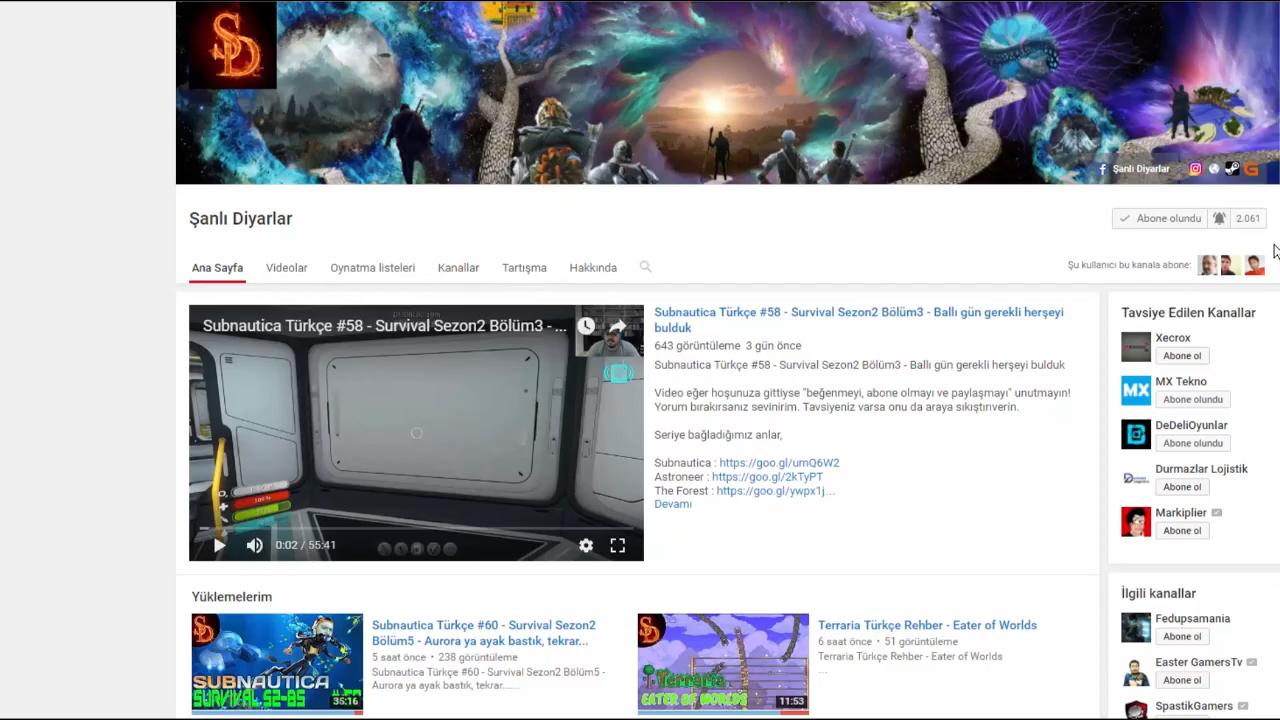 SD
Şanlı Diyarlar
Şanlı Diyarlar
Abone olundu
2.061
Ana Sayfa
Videolar
Oynatma listeleri
Kanallar
Tartışma
Hakkında
Şu kullanıcı bu kanala abone:
Subnautica Türkçe #58 - Survival Sezon2 Bölüm3 - ...
100 %
0:02 / 55:41
Subnautica Türkçe #58 - Survival Sezon2 Bölüm3 - Ballı gün gerekli herşeyi
bulduk
643 görüntüleme 3 gün önce
Subnautica Türkçe #58 - Survival Sezon2 Bölüm3 - Ballı gün gerekli herşeyi bulduk
Video eğer hoşunuza gittiyse "beğenmeyi, abone olmayı ve paylaşmayı" unutmayın!
Yorum bırakırsanız sevinirim. Tavsiyeniz varsa onu da araya sıkıştırıverin.
Seriye bağladığımız anlar,
Subnautica : https://goo.gl/umQ6W2
Astroneer : https://goo.gl/2kTyPT
The Forest : https://goo.gl/ywpx1j...
Devamı
Tavsiye Edilen Kanallar
Xecrox
Abone ol
MX
MX Tekno
Abone olundu
DeDeliOyunlar
Abone olundu
Durmazlar Lojistik
Abone ol
Markiplier
Abone ol
Yüklemelerim
SD
SUBNAUTICA
SURVIVAL S2-B5
35:16
Subnautica Türkçe #60 - Survival Sezon2
Bölüm5 - Aurora ya ayak bastık, tekrar...
5 saat önce • 238 görüntüleme
Subnautica Türkçe #60 - Survival Sezon2 Bölüm5 -
Aurora ya ayak bastık, tekrar......
SD
Terraria
EATER OF WORLDS
11:53
Terraria Türkçe Rehber - Eater of Worlds
6 saat önce • 51 görüntüleme
Terraria Türkçe Rehber - Eater of Worlds
...
İlgili kanallar
Fedupsamania
Abone ol
Easter GamersTv
Abone ol
SpastikGamers